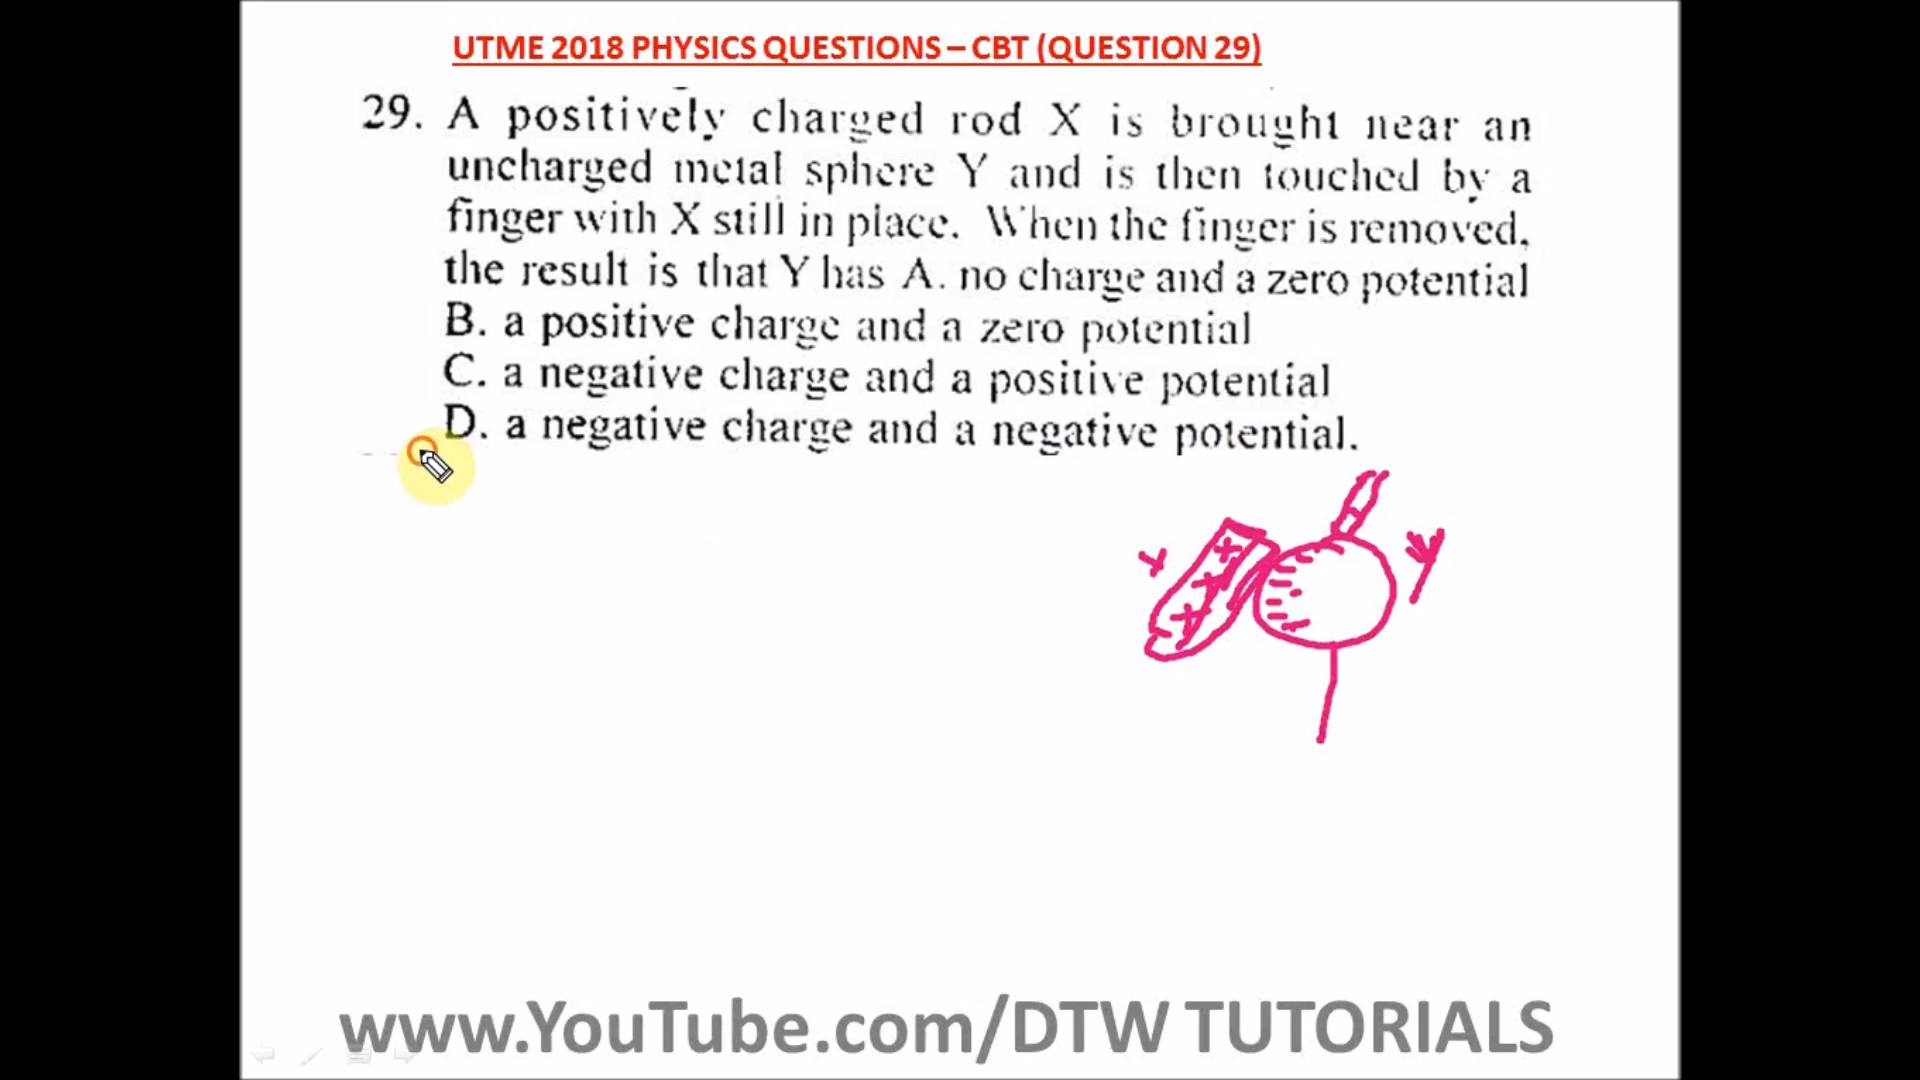 UTME 2018 PHYSICS QUESTIONS – CBT (QUESTION 29)
29. A positively charged rod X is brought near an
uncharged metal sphere Y and is then touched by a
finger with X still in place. When the finger is removed,
the result is that Y has A. no charge and a zero potential
B. a positive charge and a zero potential
C. a negative charge and a positive potential
D. a negative charge and a negative potential.
www.YouTube.com/DTW TUTORIALS